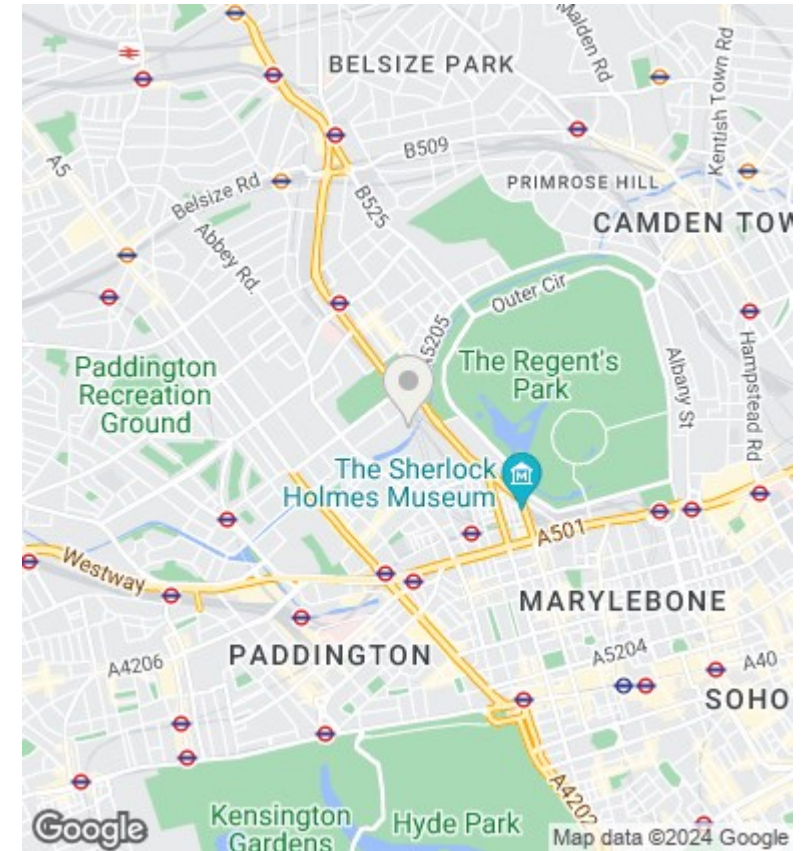 Malden Rd
BELSIZE PARK
Kentish Town Rd
A5
B509
Belsize Rd
PRIMROSE HILL
B525
CAMDEN TOW
Abbey Rd.
Outer Cir
A5205
Hampstead Rd
Albany St
Paddington
Recreation
Ground
The Regent's
Park
The Sherlock
Holmes Museum
A501
Westway
MARYLEBONE
PADDINGTON
A4206
A5204
A40
SOHO
A4202
Kensington
Gardens
Hyde Park
Google
Map data ©2024 Google